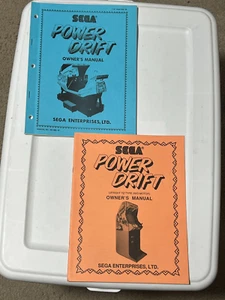 SEGA
POWER
DRIFT
OWNER'S MANUAL
SEGA ENTERPRISES, LTD.
SEGA
POWER
DRIFT
OWNER'S MANUAL
SEGA ENTERPRISES, LTD.